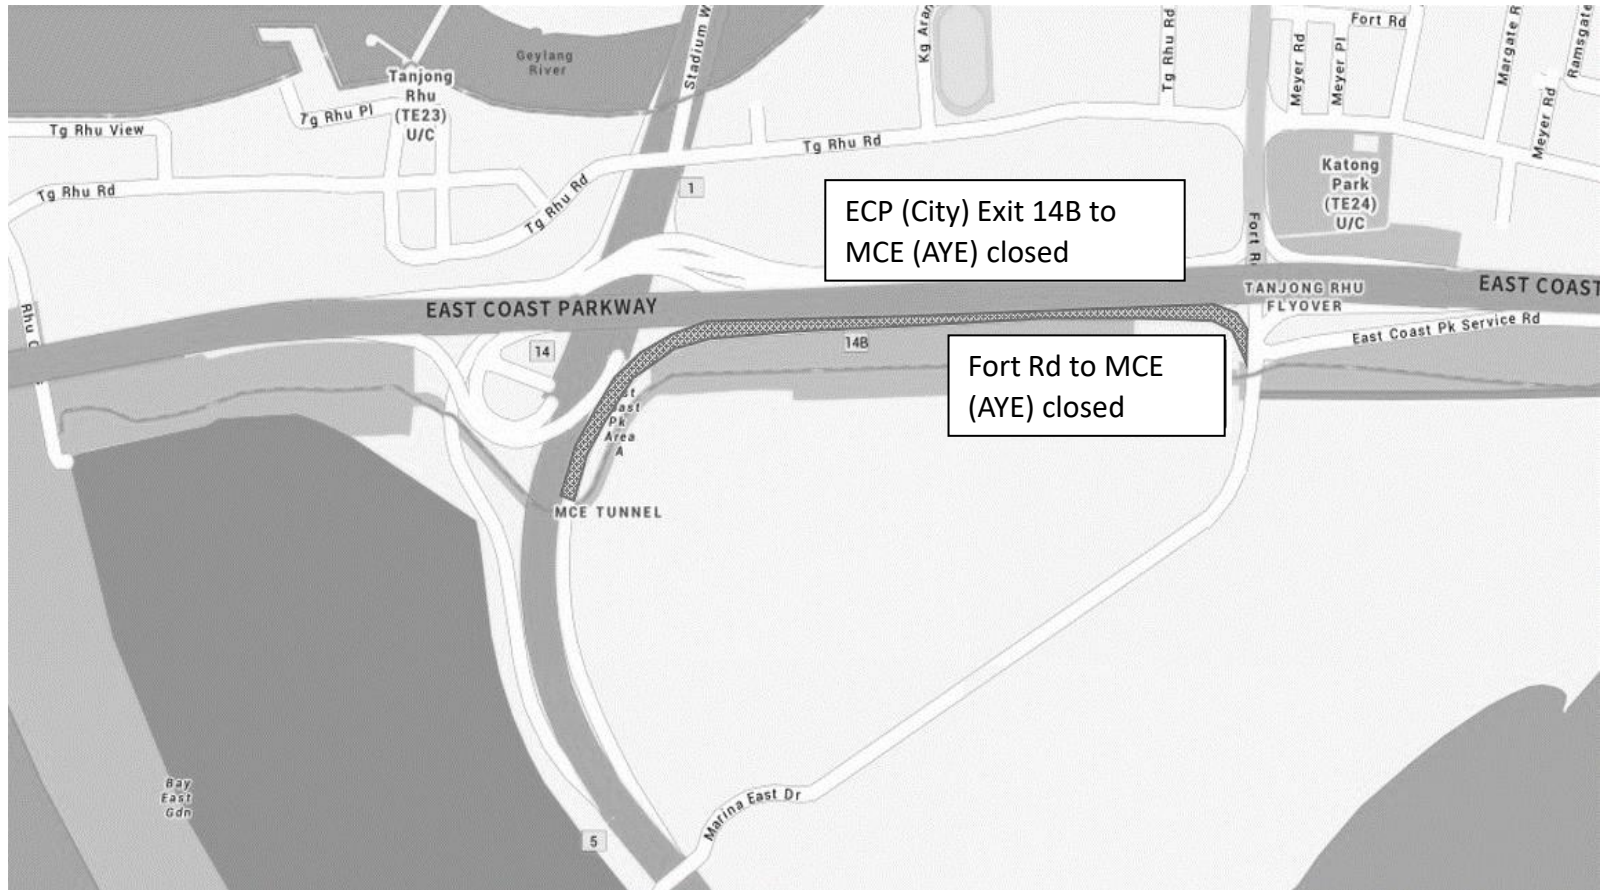 Fort Rd
Stadium W
Kg Aran
Tg Rhu Rd
Meyer Rd
Meyer Pl
Margate R
Ramsgate
Geylang
River
Tanjong
Rhu
(TE23)
U/C
Tg Rhu Pl
Tg Rhu View
Tg Rhu Rd
Meyer Rd
Katong
Park
(TE24)
U/C
Tg Rhu Rd
1
Tg Rhu Rd
ECP (City) Exit 14B to
MCE (AYE) closed
Fort R
EAST COAST PARKWAY
TANJONG RHU
FLYOVER
EAST COAST
East Coast Pk Service Rd
Rhu
14
14B
Fort Rd to MCE
(AYE) closed
Pk
Area
A
MCE TUNNEL
Bay
East
Gdn
Marina East Dr
5